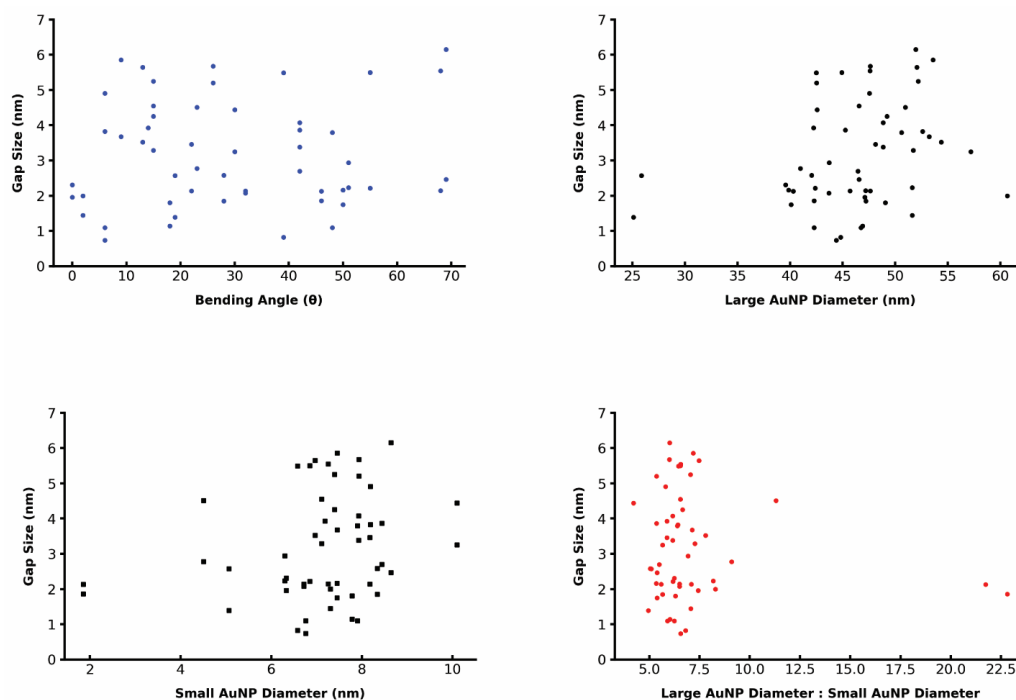 7
6
5
4
3
2
1
0
Gap Size (nm)
0 10 20 30 40 50 60 70
Bending Angle (θ)
7
6
5
4
3
2
1
0
Gap Size (nm)
25 30 35 40 45 50 55 60
Large AuNP Diameter (nm)
7
6
5
4
3
2
1
0
Gap Size (nm)
2 4 6 8 10
Small AuNP Diameter (nm)
7
6
5
4
3
2
1
0
Gap Size (nm)
5.0 7.5 10.0 12.5 15.0 17.5 20.0 22.5
Large AuNP Diameter : Small AuNP Diameter